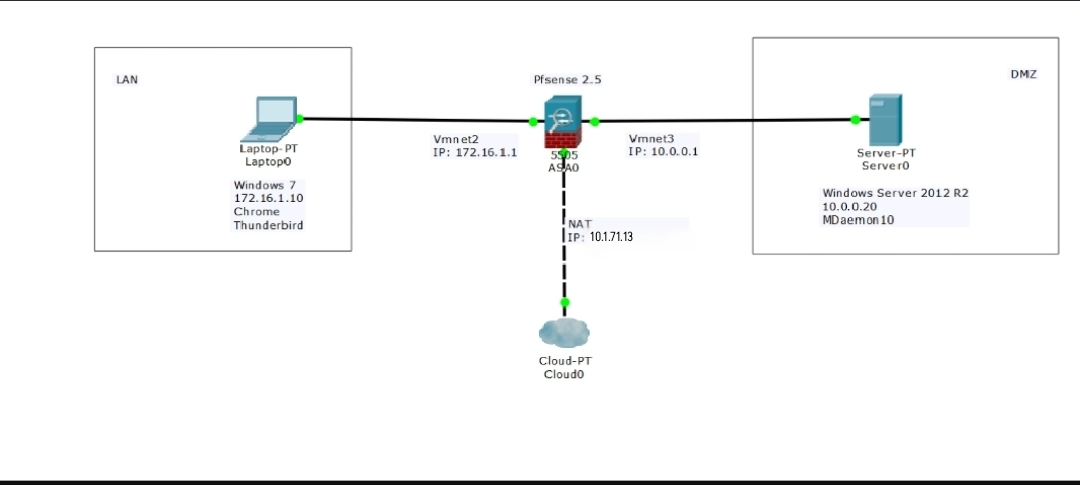 LAN
Laptop-PT
Laptop0
Windows 7
172.16.1.10
Chrome
Thunderbird
Vmnet2
IP: 172.16.1.1
Pfsense 2.5
5505
ASA0
Vmnet3
IP: 10.0.0.1
NAT
IP: 10.1.71.13
Cloud-PT
Cloud0
DMZ
Server-PT
Server0
Windows Server 2012 R2
10.0.0.20
MDaemon10